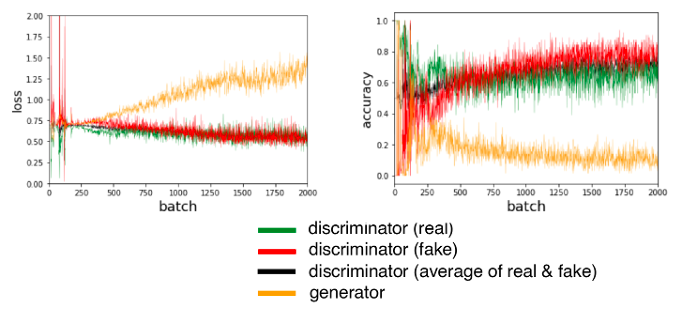 2.00
1.75
1.50
1.25
1.00
0.75
0.50
0.25
0.00
loss
0 250 500 750 1000 1250 1500 1750 2000
batch
1.0
0.8
0.6
0.4
0.2
0.0
accuracy
0 250 500 750 1000 1250 1500 1750 2000
batch
discriminator (real)
discriminator (fake)
discriminator (average of real & fake)
generator